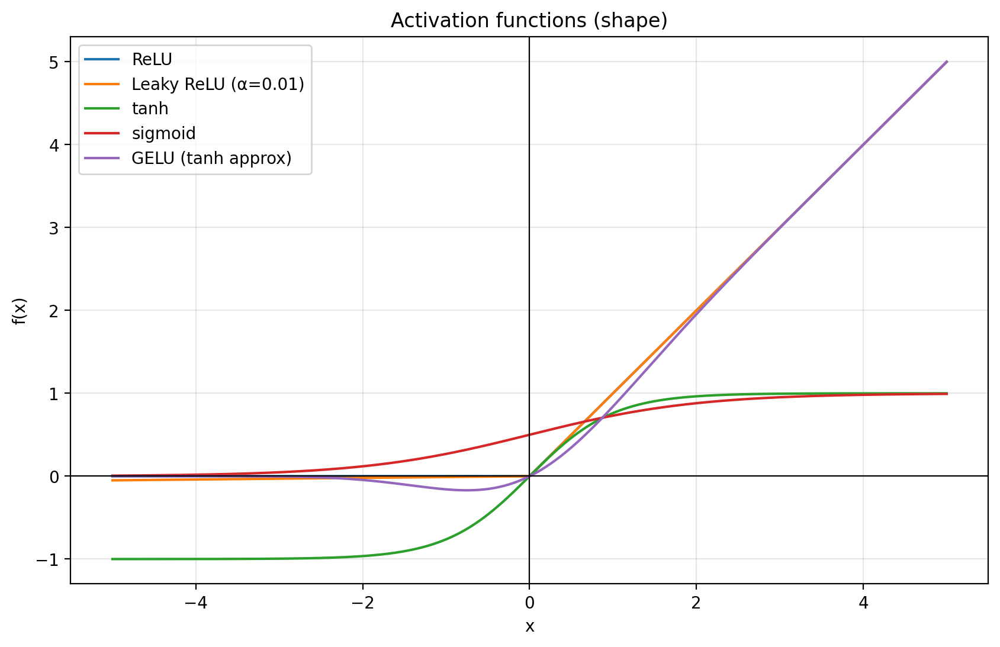 Activation functions (shape)
ReLU
Leaky ReLU (α=0.01)
tanh
sigmoid
GELU (tanh approx)
5
4
3
2
1
0
−1
f(x)
−4
−2
0
2
4
x